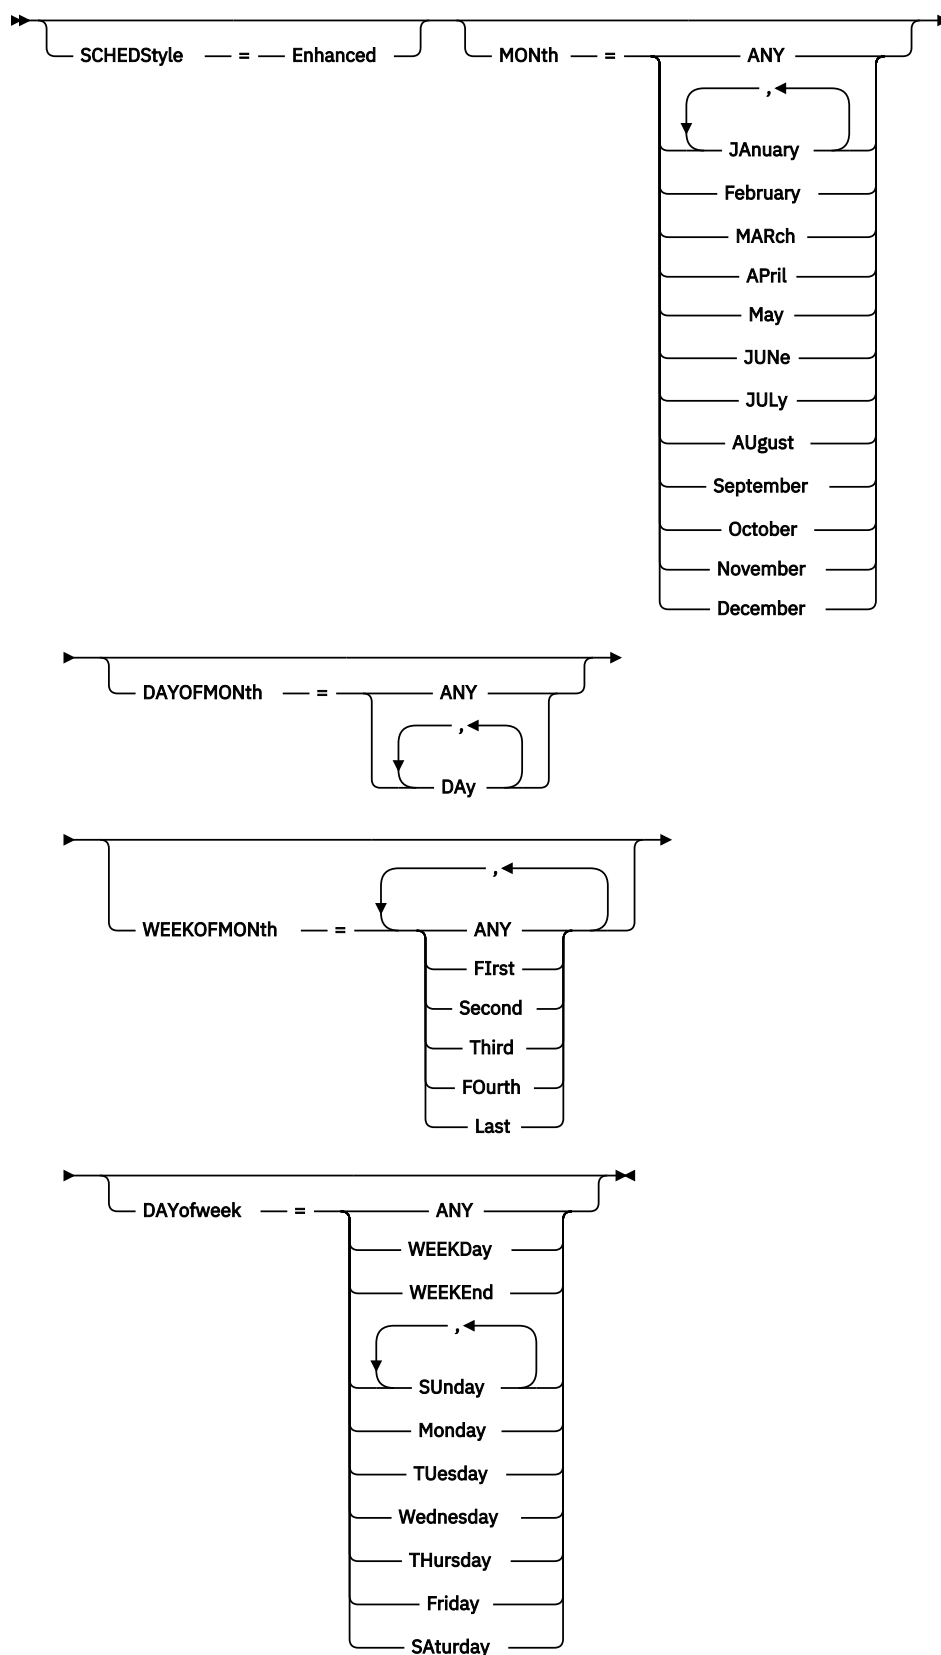 SCHEDStyle = Enhanced MONth = ANY
,
JAnuary
February
MARch
APril
May
JUNe
JULy
AUgust
September
October
November
December
DAYOFMONth = ANY
,
DAy
,
WEEKOFMONth = ANY
FIrst
Second
Third
FOurth
Last
DAYofweek = ANY
WEEKDay
WEEKEnd
,
SUnday
Monday
TUesday
Wednesday
THursday
Friday
SAturday